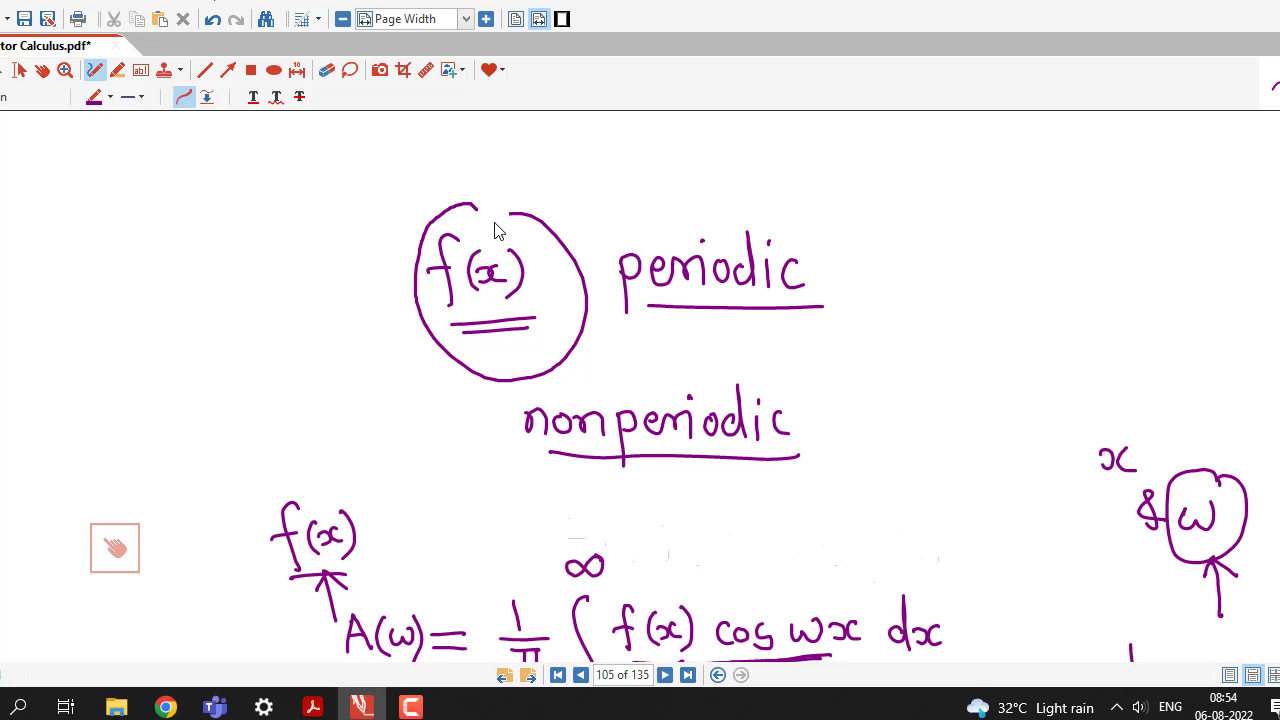 Page Width
tor Calculus.pdf*
10
T T T
f(x) periodic
nonperiodic
x
& ω
f(x)
∞
A(ω) = 1/π ∫ f(x) cos ωx dx
105 of 135
08:54
32°C Light rain
06-08-2022